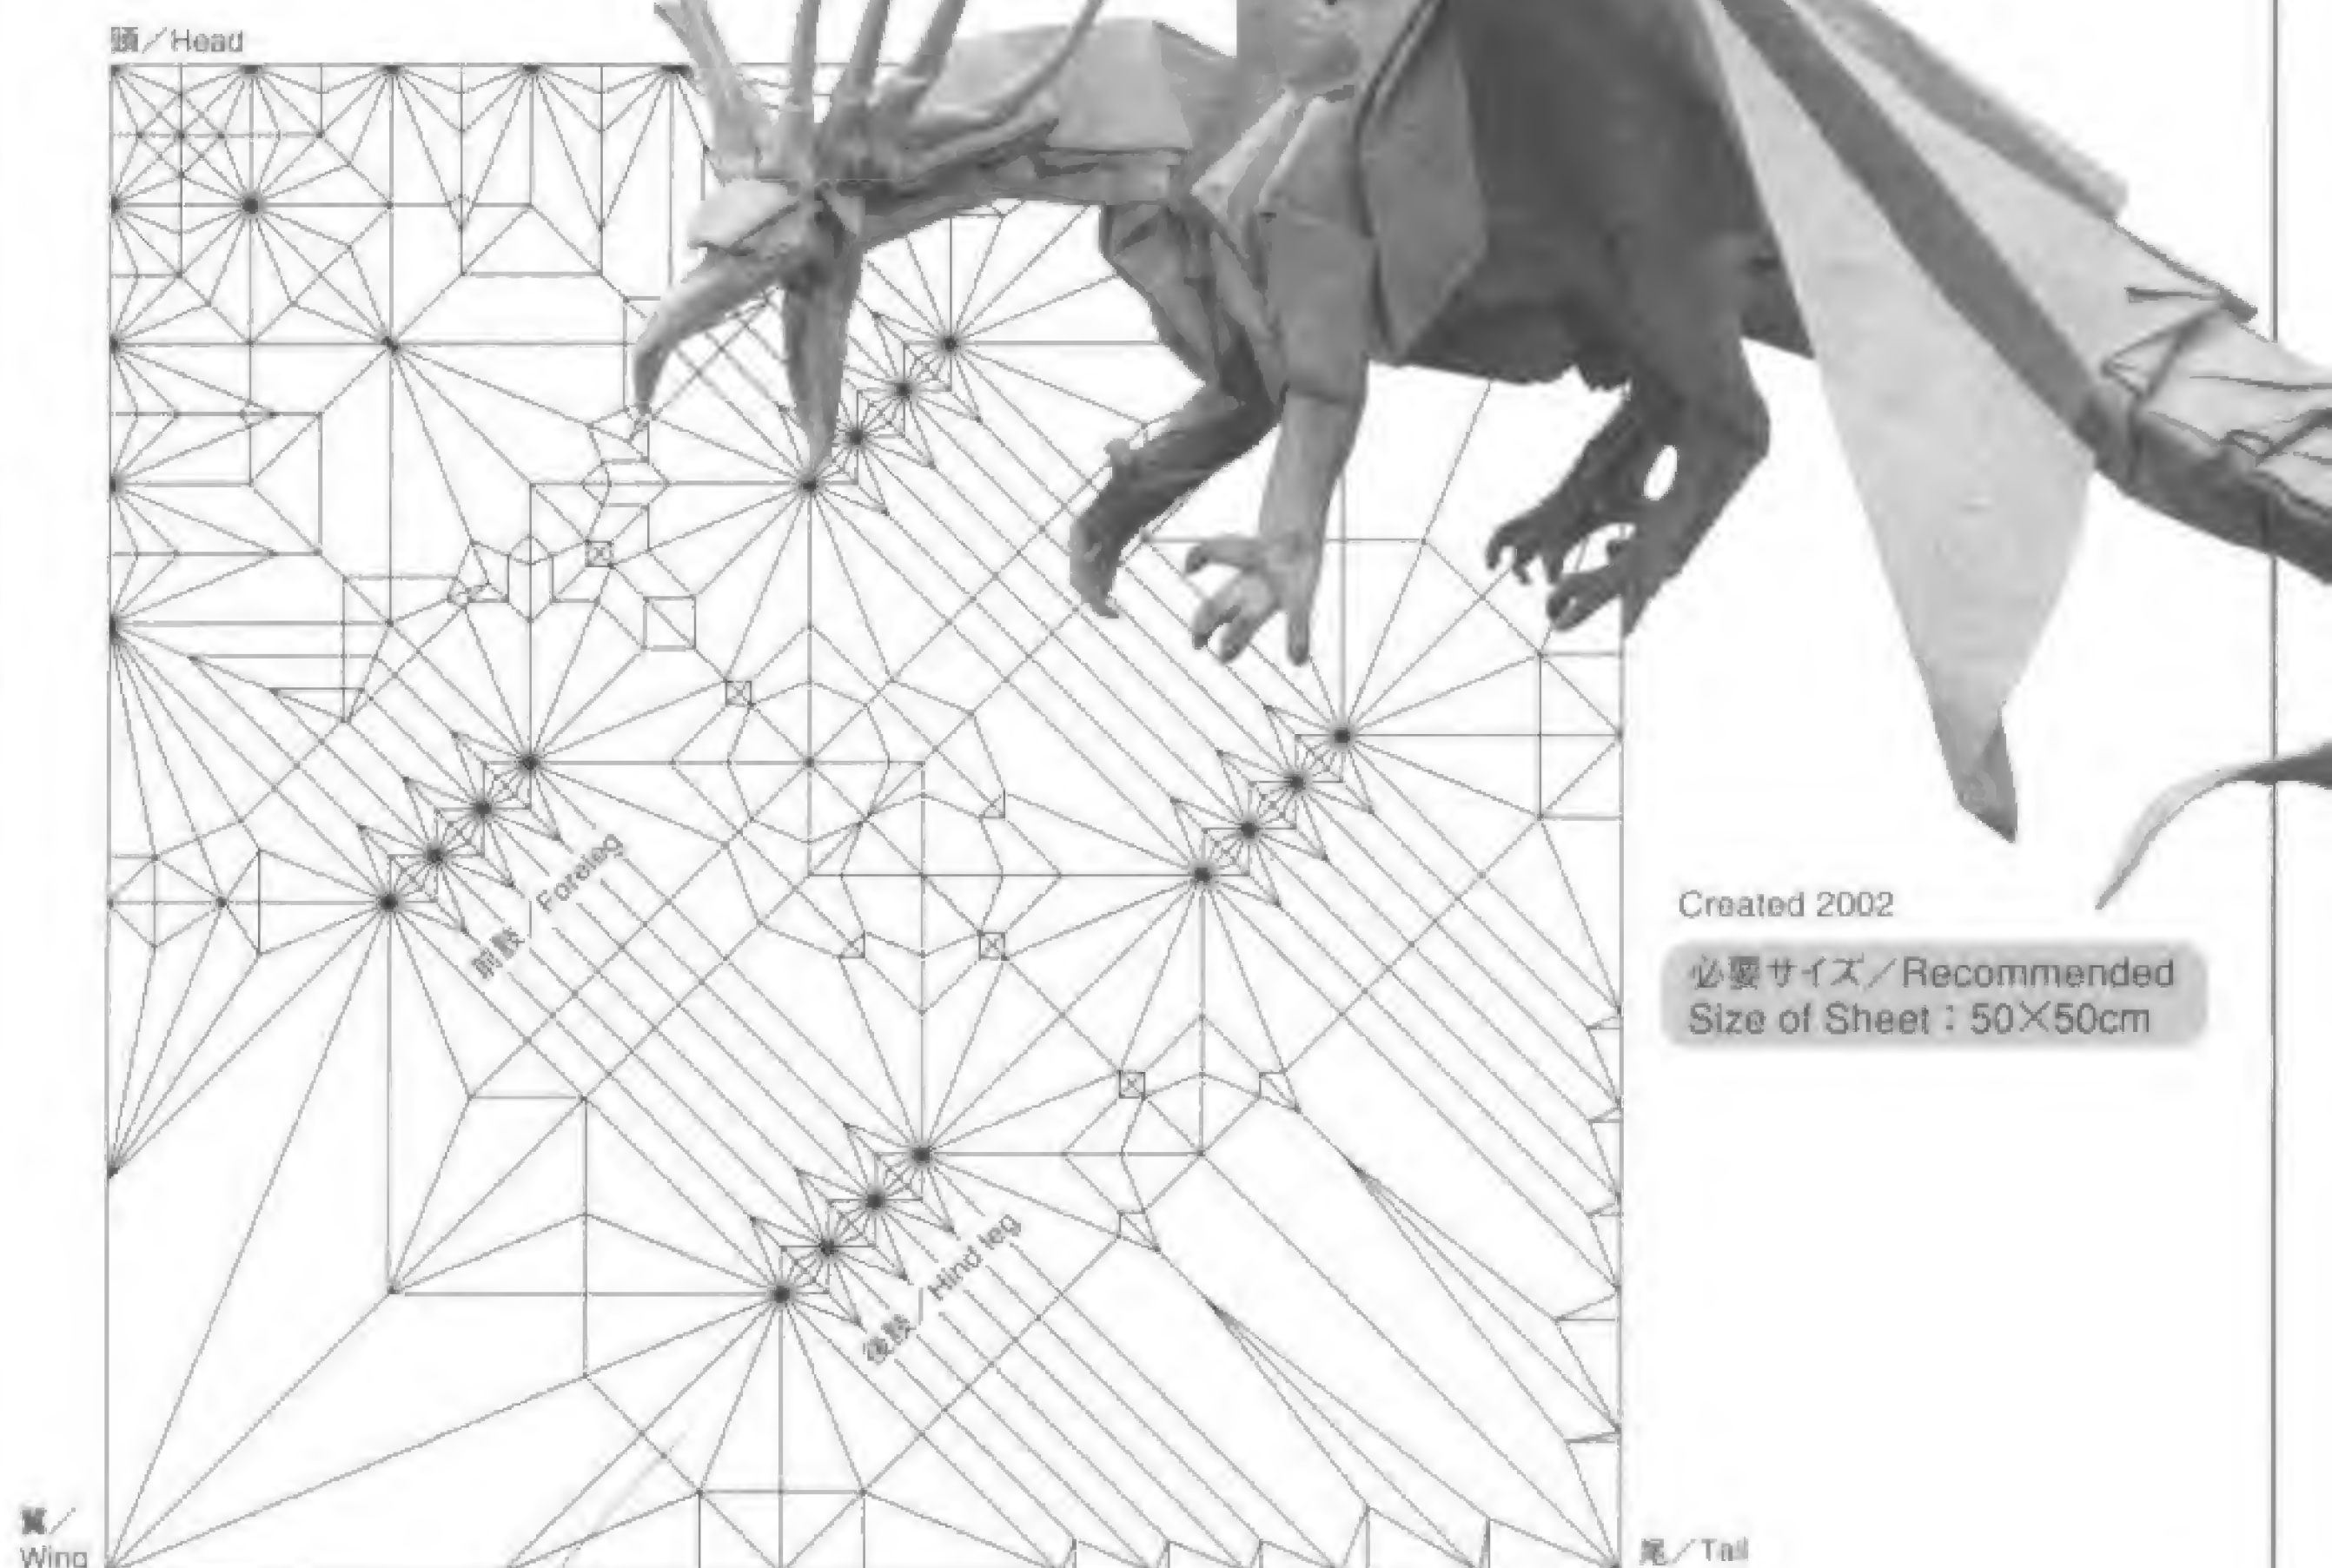 頭／Head
前肢／Foreleg
Created 2002
必要サイズ／Recommended
Size of Sheet：50×50cm
後肢／Hind leg
翼／
Wing
尾／Tail